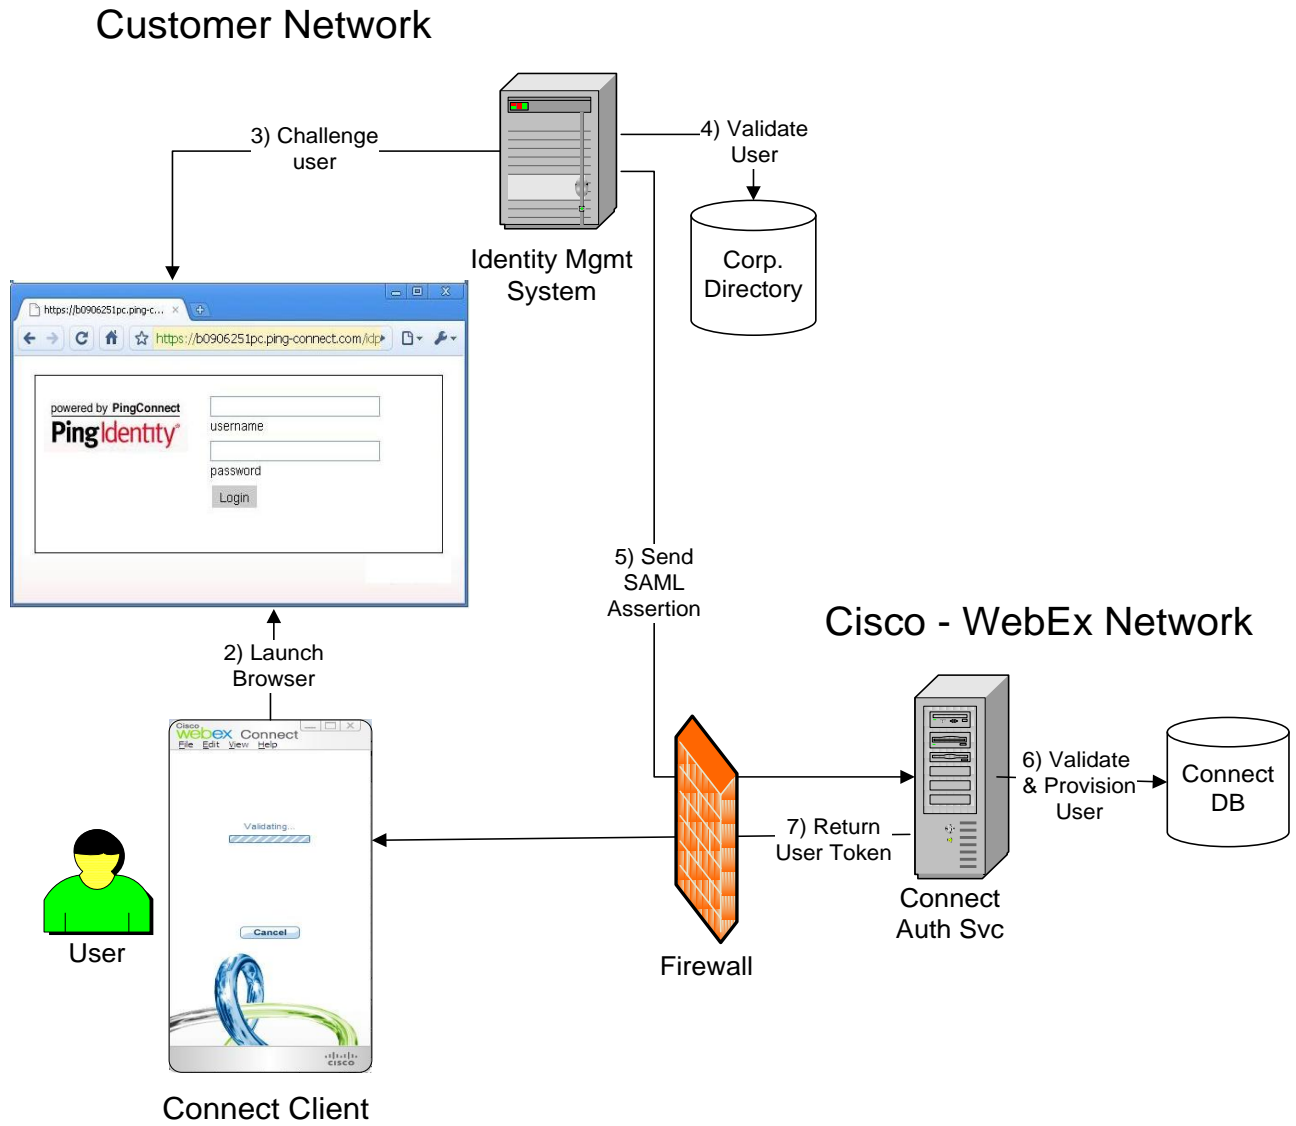 Customer Network
3) Challenge
user
4) Validate
User
Identity Mgmt
System
Corp.
Directory
https://b0906251pc.ping-c...
https://b0906251pc.ping-connect.com/idp
powered by PingConnect
PingIdentity
username
password
Login
5) Send
SAML
Assertion
Cisco - WebEx Network
2) Launch
Browser
Cisco
webex Connect
File Edit View Help
Validating...
Cancel
CISCO
User
Connect Client
Firewall
6) Validate
& Provision
User
Connect
DB
7) Return
User Token
Connect
Auth Svc